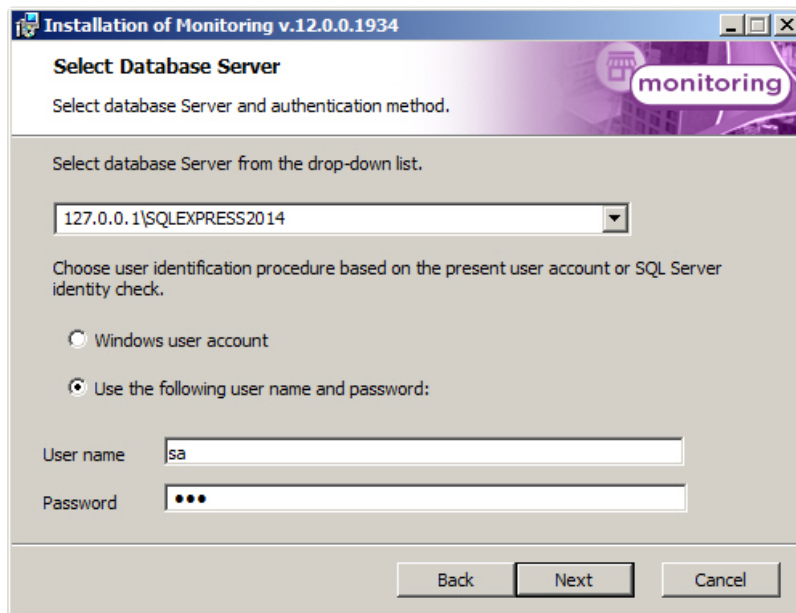 Installation of Monitoring v.12.0.0.1934
Select Database Server
Select database Server and authentication method.
monitoring
Select database Server from the drop-down list.
127.0.0.1\SQLEXPRESS2014
Choose user identification procedure based on the present user account or SQL Server
identity check.
Windows user account
Use the following user name and password:
User name
sa
Password
●●●
Back
Next
Cancel